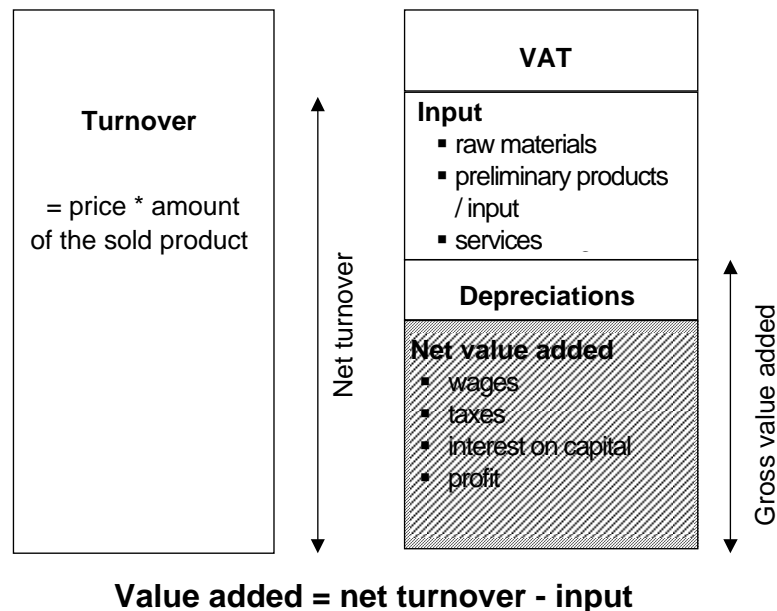 Turnover
= price * amount
of the sold product
Net turnover
VAT
Input
▪ raw materials
▪ preliminary products
/ input
▪ services
Depreciations
Net value added
▪ wages
▪ taxes
▪ interest on capital
▪ profit
Gross value added
Value added = net turnover - input